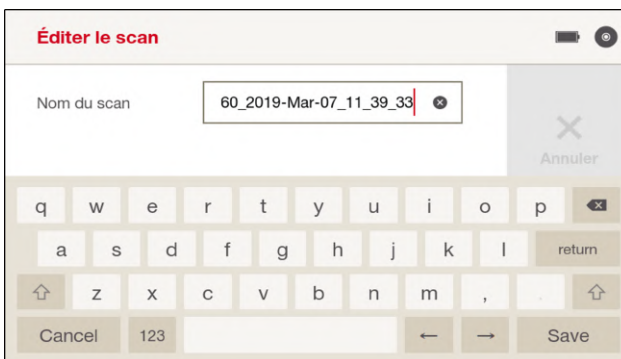 Éditer le scan
Nom du scan 60_2019-Mar-07_11_39_33
Annuler
q w e r t y u i o p
a s d f g h j k l return
z x c v b n m , .
Cancel 123 ← → Save